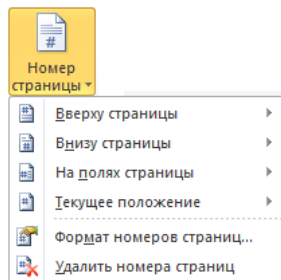 Номер
страницы
Вверху страницы
Внизу страницы
На полях страницы
Текущее положение
Формат номеров страниц...
Удалить номера страниц